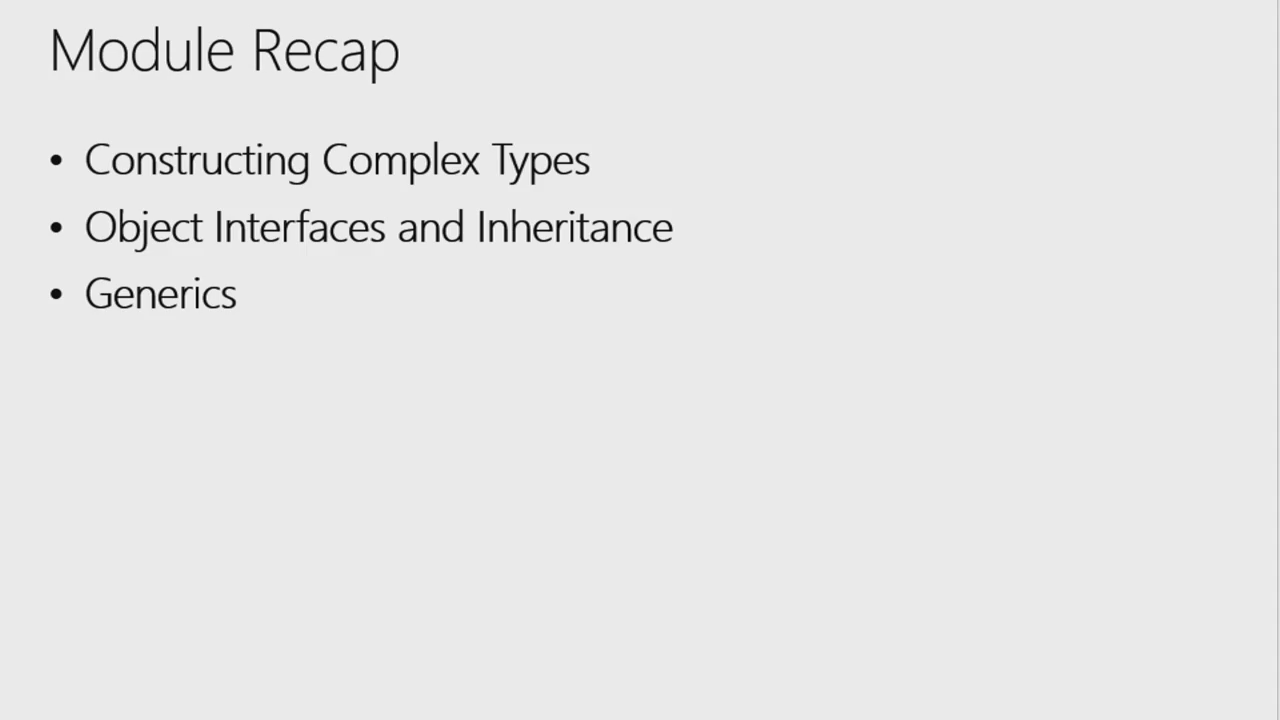 Module Recap
• Constructing Complex Types
• Object Interfaces and Inheritance
• Generics